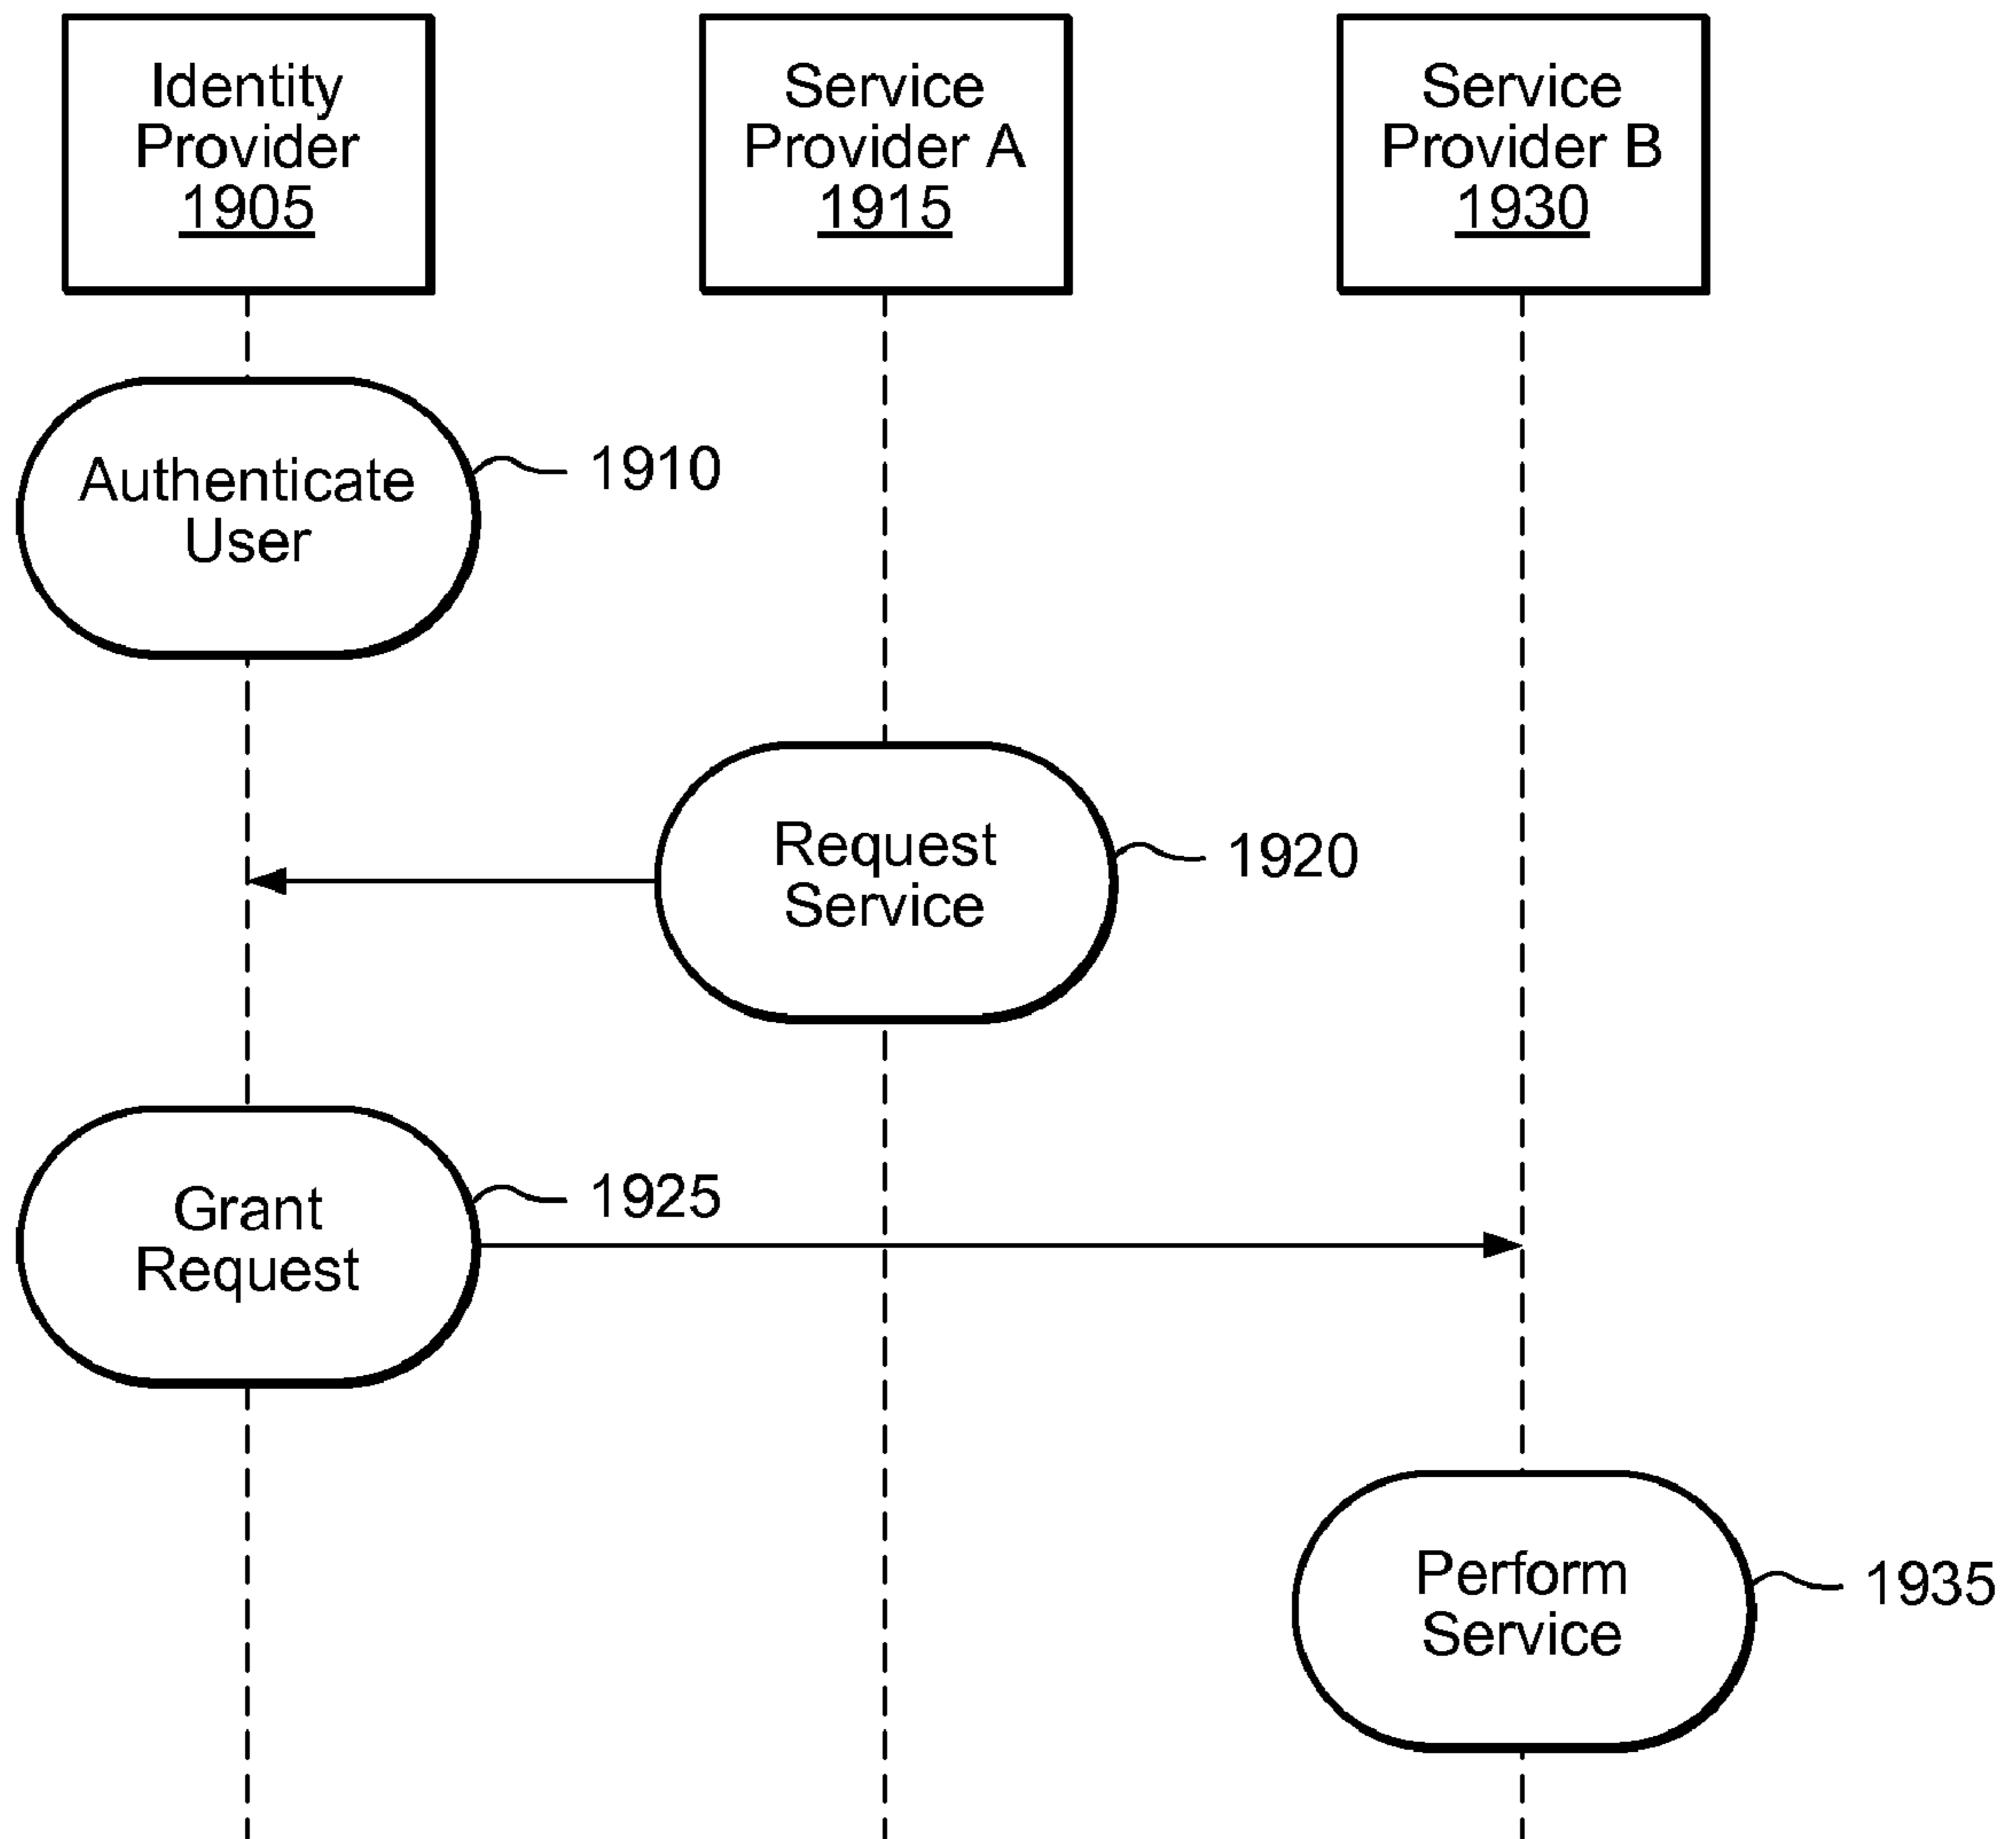 Identity
Provider
1905
Service
Provider A
1915
Service
Provider B
1930
Authenticate
User
1910
Request
Service
1920
Grant
Request
1925
Perform
Service
1935